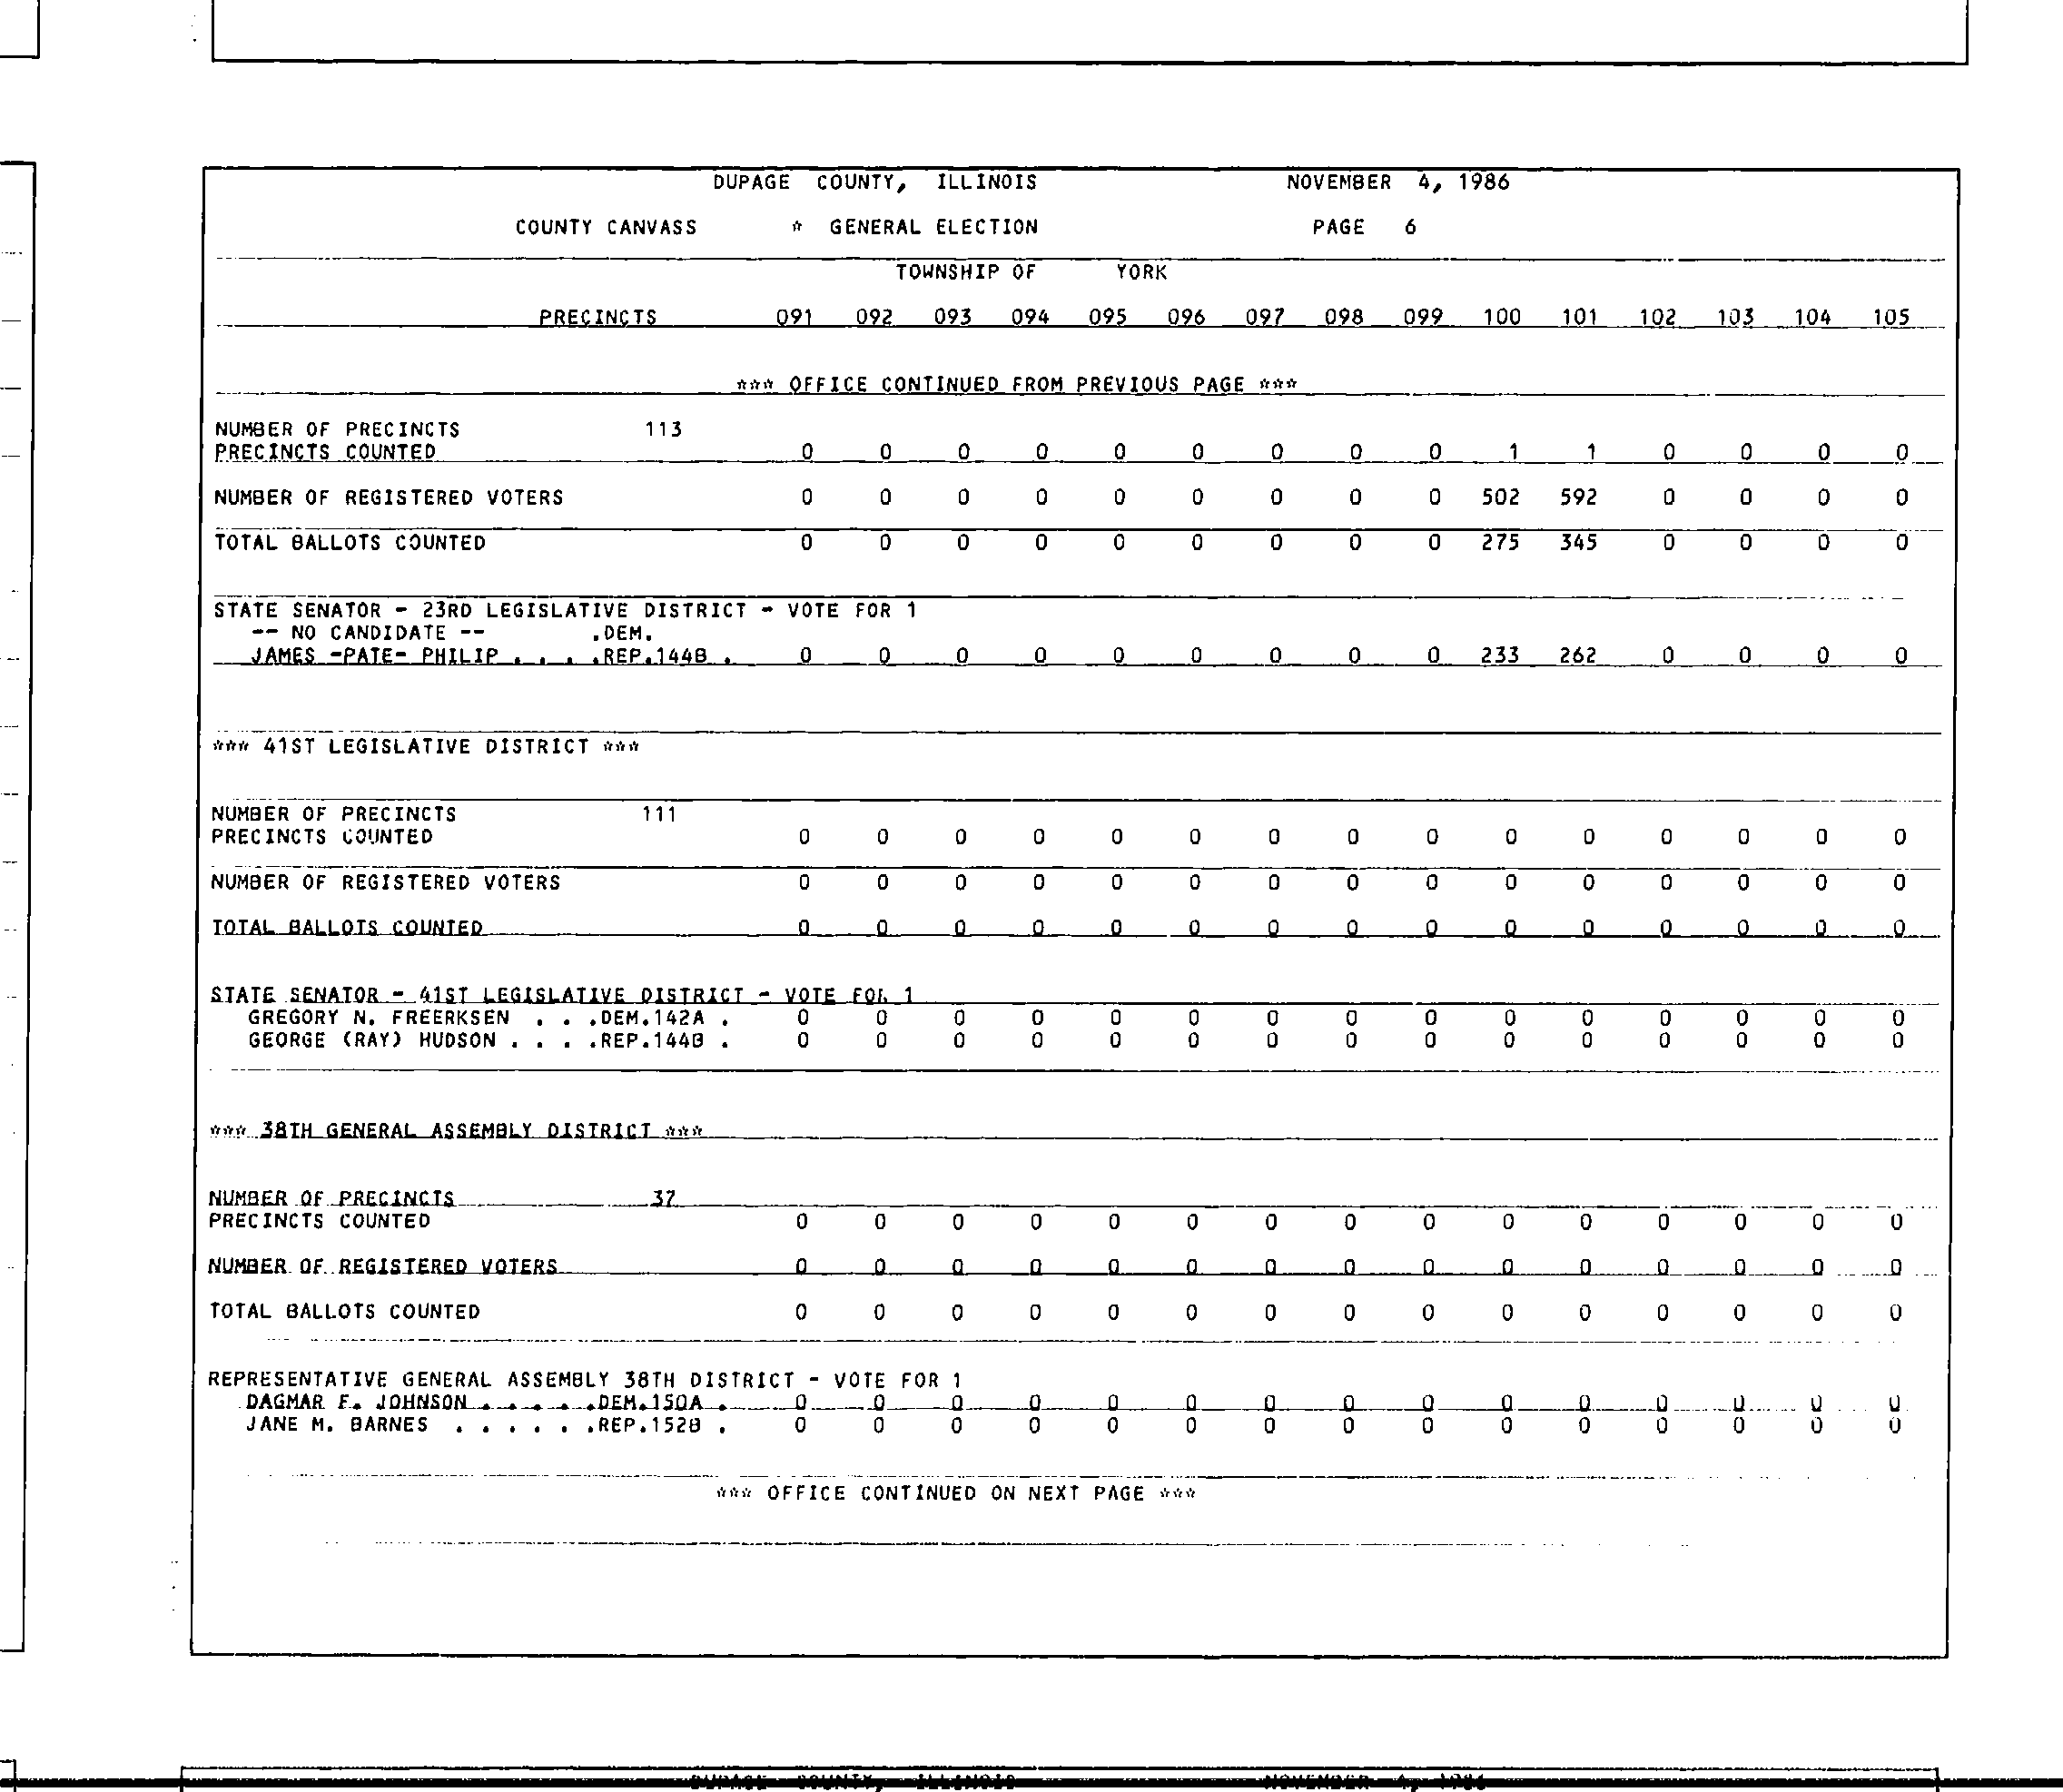 DUPAGE COUNTY, ILLINOIS NOVEMBER 4, 1986
COUNTY CANVASS * GENERAL ELECTION PAGE 6
TOWNSHIP OF YORK
PRECINCTS 091 092 093 094 095 096 097 098 099 100 101 102 103 104 105
*** OFFICE CONTINUED FROM PREVIOUS PAGE ***
NUMBER OF PRECINCTS 113
PRECINCTS COUNTED 0 0 0 0 0 0 0 0 0 1 1 0 0 0 0
NUMBER OF REGISTERED VOTERS 0 0 0 0 0 0 0 0 0 502 592 0 0 0 0
TOTAL BALLOTS COUNTED 0 0 0 0 0 0 0 0 0 275 345 0 0 0 0
STATE SENATOR - 23RD LEGISLATIVE DISTRICT - VOTE FOR 1
-- NO CANDIDATE -- .DEM.
JAMES -PATE- PHILIP . . . .REP.144B . 0 0 0 0 0 0 0 0 0 233 262 0 0 0 0
*** 41ST LEGISLATIVE DISTRICT ***
NUMBER OF PRECINCTS 111
PRECINCTS COUNTED 0 0 0 0 0 0 0 0 0 0 0 0 0 0 0
NUMBER OF REGISTERED VOTERS 0 0 0 0 0 0 0 0 0 0 0 0 0 0 0
TOTAL BALLOTS COUNTED 0 0 0 0 0 0 0 0 0 0 0 0 0 0 0
STATE SENATOR - 41ST LEGISLATIVE DISTRICT - VOTE FOR 1
GREGORY N. FREERKSEN . . .DEM.142A . 0 0 0 0 0 0 0 0 0 0 0 0 0 0 0
GEORGE (RAY) HUDSON . . . .REP.144B . 0 0 0 0 0 0 0 0 0 0 0 0 0 0 0
*** 38TH GENERAL ASSEMBLY DISTRICT ***
NUMBER OF PRECINCTS 37
PRECINCTS COUNTED 0 0 0 0 0 0 0 0 0 0 0 0 0 0 0
NUMBER OF REGISTERED VOTERS 0 0 0 0 0 0 0 0 0 0 0 0 0 0 0
TOTAL BALLOTS COUNTED 0 0 0 0 0 0 0 0 0 0 0 0 0 0 0
REPRESENTATIVE GENERAL ASSEMBLY 38TH DISTRICT - VOTE FOR 1
DAGMAR F. JOHNSON . . . . . .DEM.150A . 0 0 0 0 0 0 0 0 0 0 0 0 0 0 0
JANE M. BARNES . . . . . .REP.152B . 0 0 0 0 0 0 0 0 0 0 0 0 0 0 0
*** OFFICE CONTINUED ON NEXT PAGE ***
DUPAGE COUNTY, ILLINOIS NOVEMBER 4, 1986